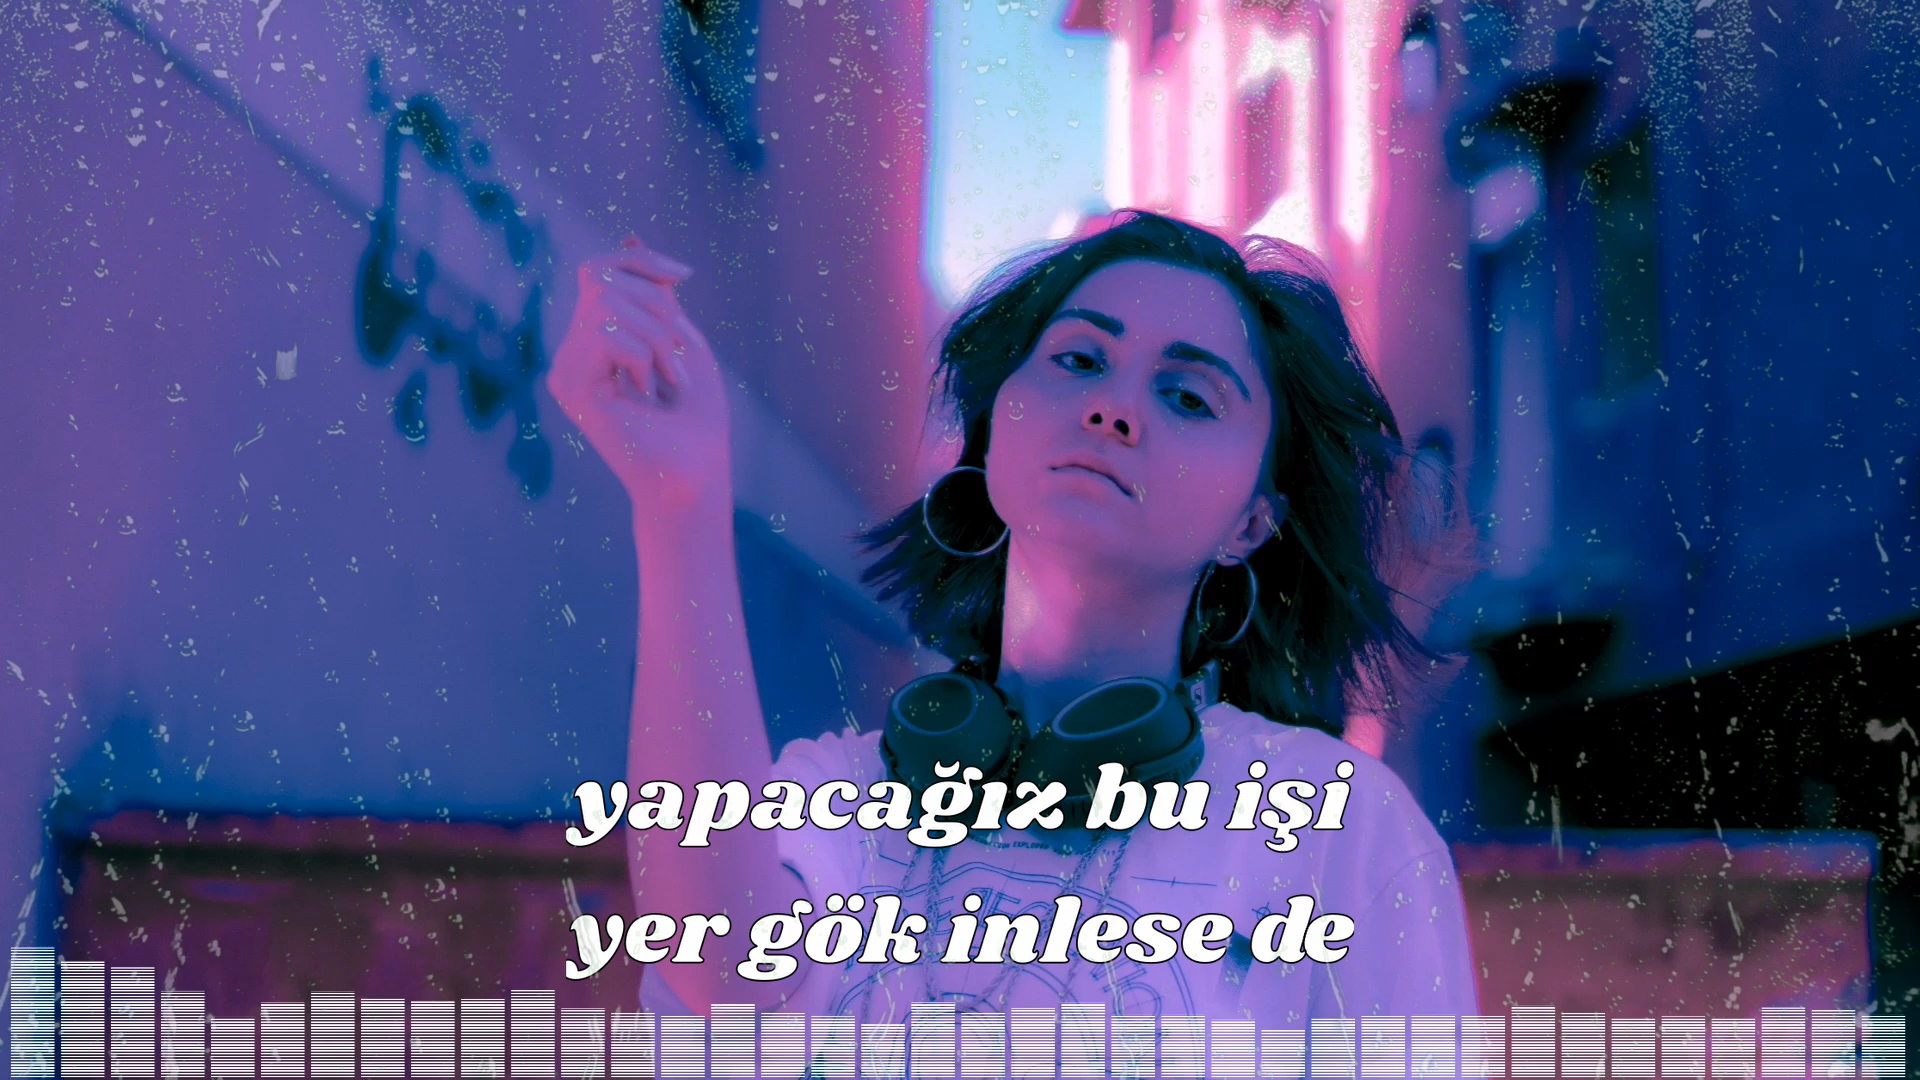 yapacağız bu işi
yer gök inlese de